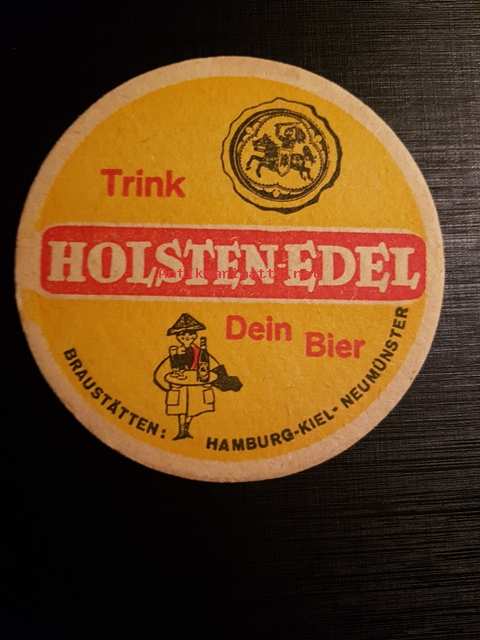 Trink
HOLSTEN-EDEL
Dein Bier
BRAUSTÄTTEN: HAMBURG-KIEL-NEUMÜNSTER